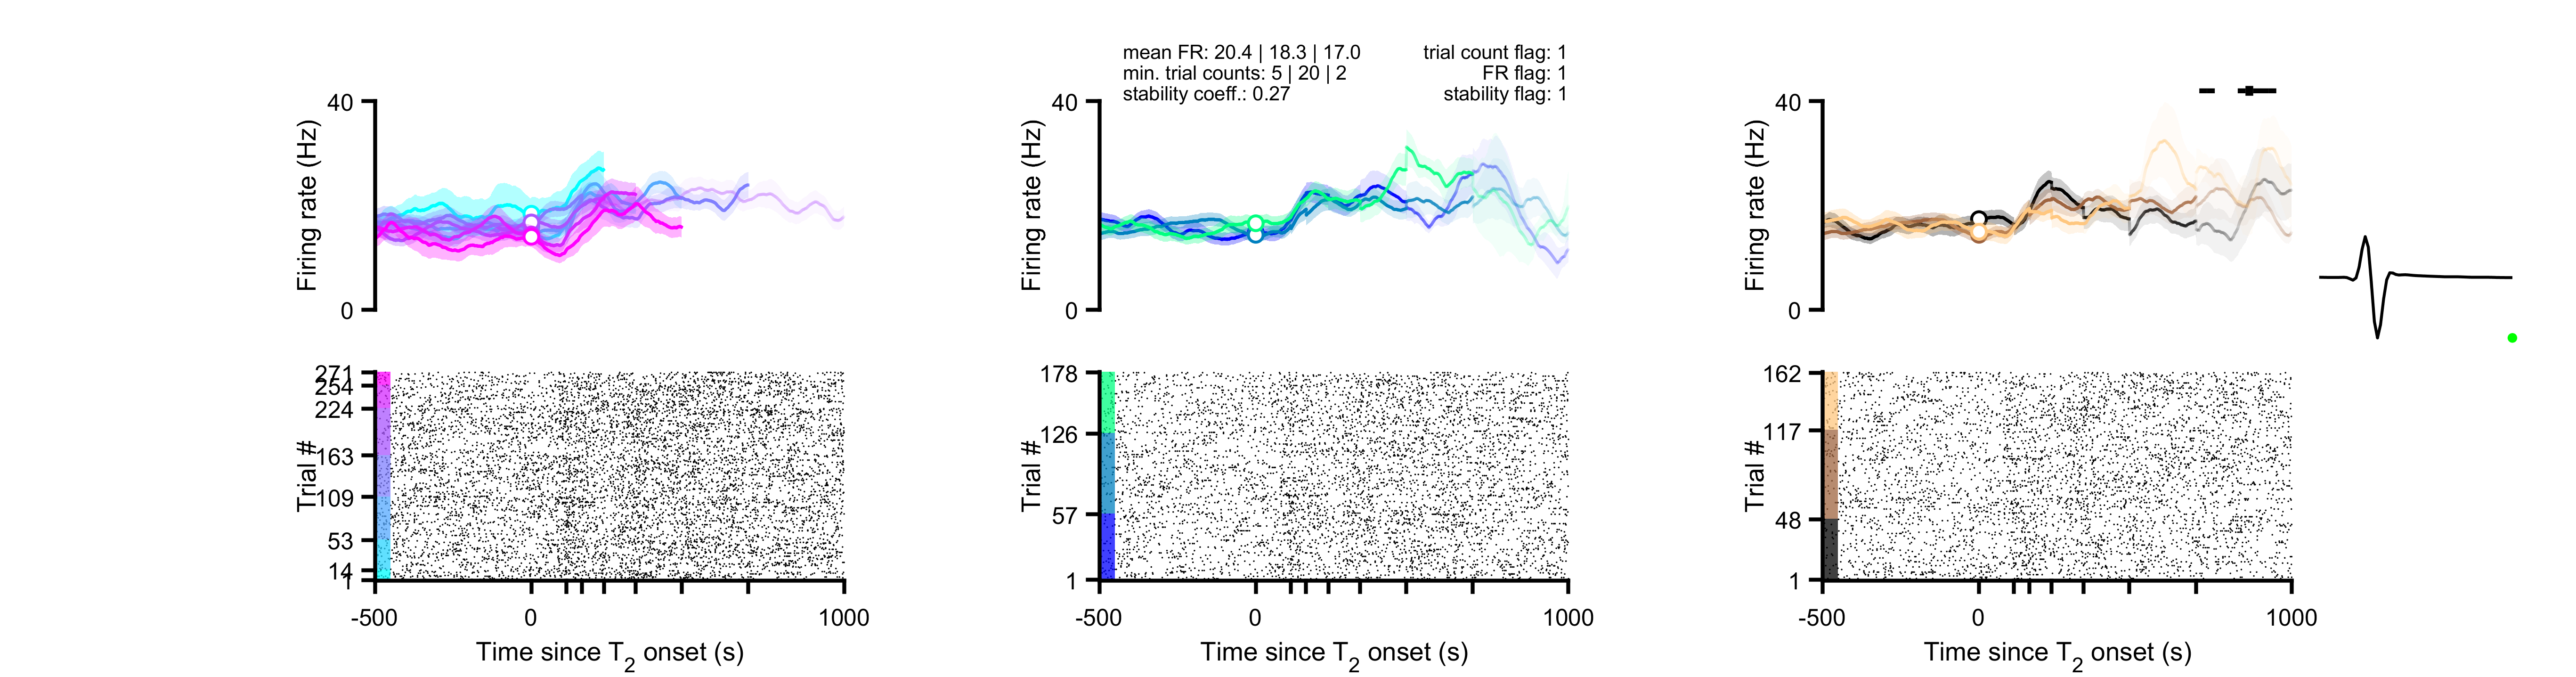 mean FR: 20.4 | 18.3 | 17.0
trial count flag: 1
min. trial counts: 5 | 20 | 2
FR flag: 1
stability coeff.: 0.27
stability flag: 1
40
Firing rate (Hz)
0
40
Firing rate (Hz)
0
40
Firing rate (Hz)
0
271
254
224
163
109
53
14
1
Trial #
-500
0
1000
Time since T2 onset (s)
178
126
57
1
Trial #
-500
0
1000
Time since T2 onset (s)
162
117
48
1
Trial #
-500
0
1000
Time since T2 onset (s)